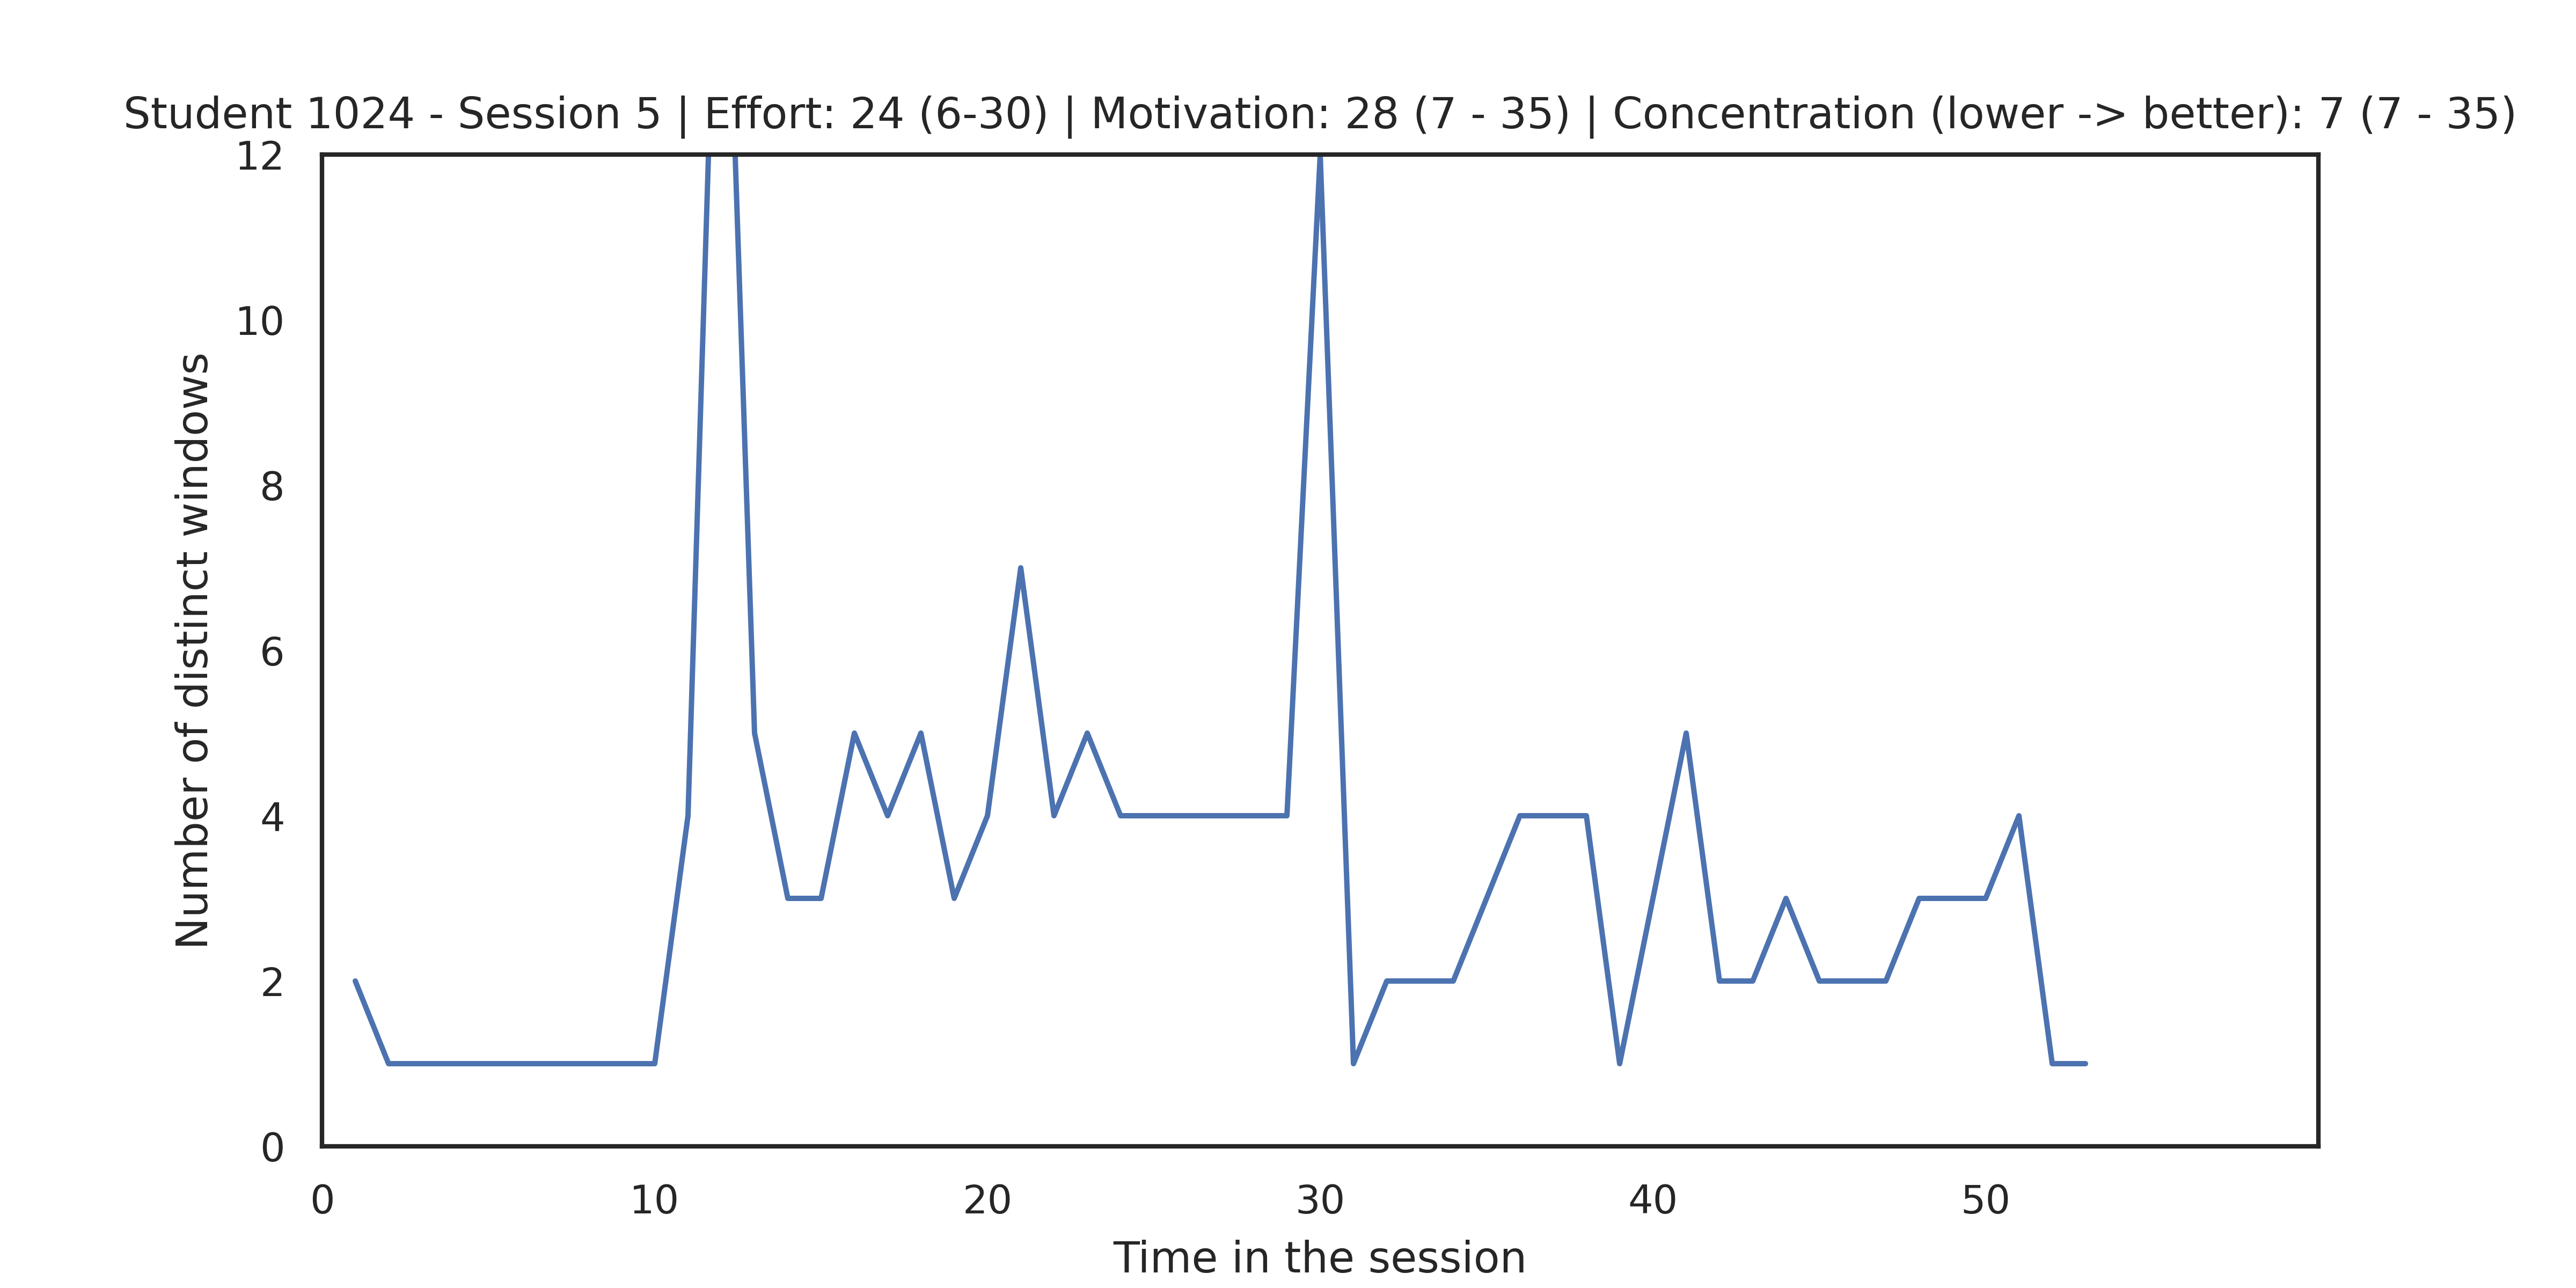 Student 1024 - Session 5 | Effort: 24 (6-30) | Motivation: 28 (7 - 35) | Concentration (lower -> better): 7 (7 - 35)
12
10
8
6
4
2
0
Number of distinct windows
0 10 20 30 40 50
Time in the session